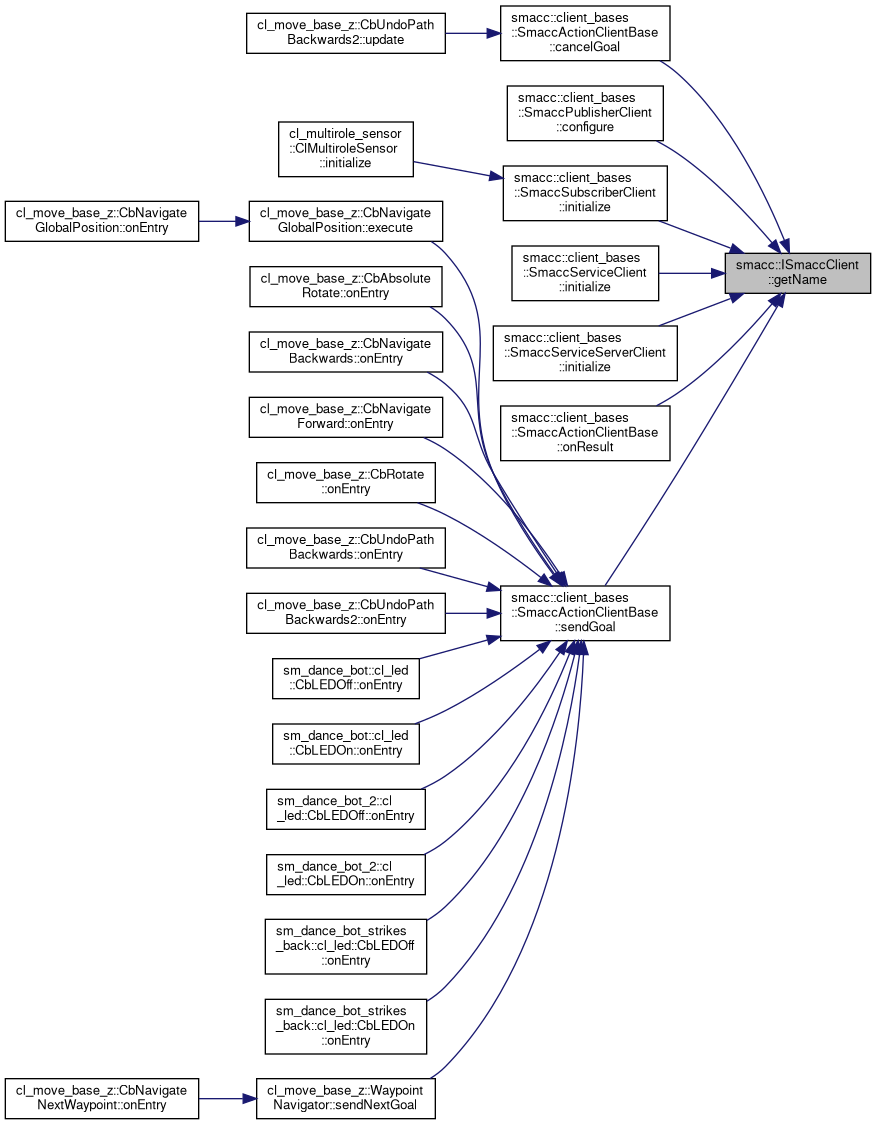 cl_move_base_z::CbUndoPath
Backwards2::update
smacc::client_bases
::SmaccActionClientBase
::cancelGoal
smacc::client_bases
::SmaccPublisherClient
::configure
cl_multirole_sensor
::ClMultiroleSensor
::initialize
smacc::client_bases
::SmaccSubscriberClient
::initialize
cl_move_base_z::CbNavigate
GlobalPosition::onEntry
cl_move_base_z::CbNavigate
GlobalPosition::execute
smacc::client_bases
::SmaccServiceClient
::initialize
smacc::ISmaccClient
::getName
cl_move_base_z::CbAbsolute
Rotate::onEntry
cl_move_base_z::CbNavigate
Backwards::onEntry
smacc::client_bases
::SmaccServiceServerClient
::initialize
cl_move_base_z::CbNavigate
Forward::onEntry
smacc::client_bases
::SmaccActionClientBase
::onResult
cl_move_base_z::CbRotate
::onEntry
cl_move_base_z::CbUndoPath
Backwards::onEntry
cl_move_base_z::CbUndoPath
Backwards2::onEntry
smacc::client_bases
::SmaccActionClientBase
::sendGoal
sm_dance_bot::cl_led
::CbLEDOff::onEntry
sm_dance_bot::cl_led
::CbLEDOn::onEntry
sm_dance_bot_2::cl
_led::CbLEDOff::onEntry
sm_dance_bot_2::cl
_led::CbLEDOn::onEntry
sm_dance_bot_strikes
_back::cl_led::CbLEDOff
::onEntry
sm_dance_bot_strikes
_back::cl_led::CbLEDOn
::onEntry
cl_move_base_z::CbNavigate
NextWaypoint::onEntry
cl_move_base_z::Waypoint
Navigator::sendNextGoal